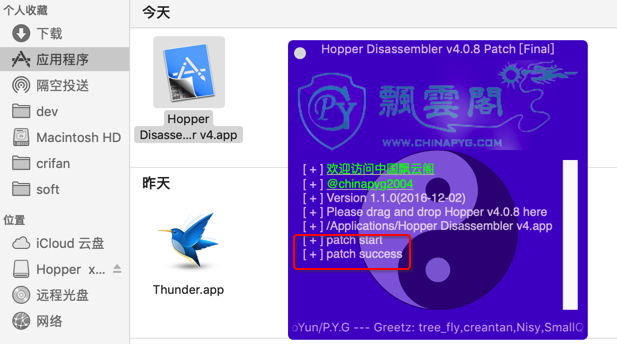 个人收藏
下载
应用程序
隔空投送
dev
Macintosh HD
crifan
soft
位置
iCloud 云盘
Hopper x...
远程光盘
网络
今天
Hopper
Disasse...r v4.app
昨天
Thunder.app
Hopper Disassembler v4.0.8 Patch [Final]
P.Y.G
飘雲阁
WWW.CHINAPYG.COM
[ + ] 欢迎访问中国飘云阁
[ + ] @chinapyg2004
[ + ] Version 1.1.0(2016-12-02)
[ + ] Please drag and drop Hopper v4.0.8 here
[ + ] /Applications/Hopper Disassembler v4.app
[ + ] patch start
[ + ] patch success
oYun/P.Y.G --- Greetz: tree_fly,creantan,Nisy,SmallQ